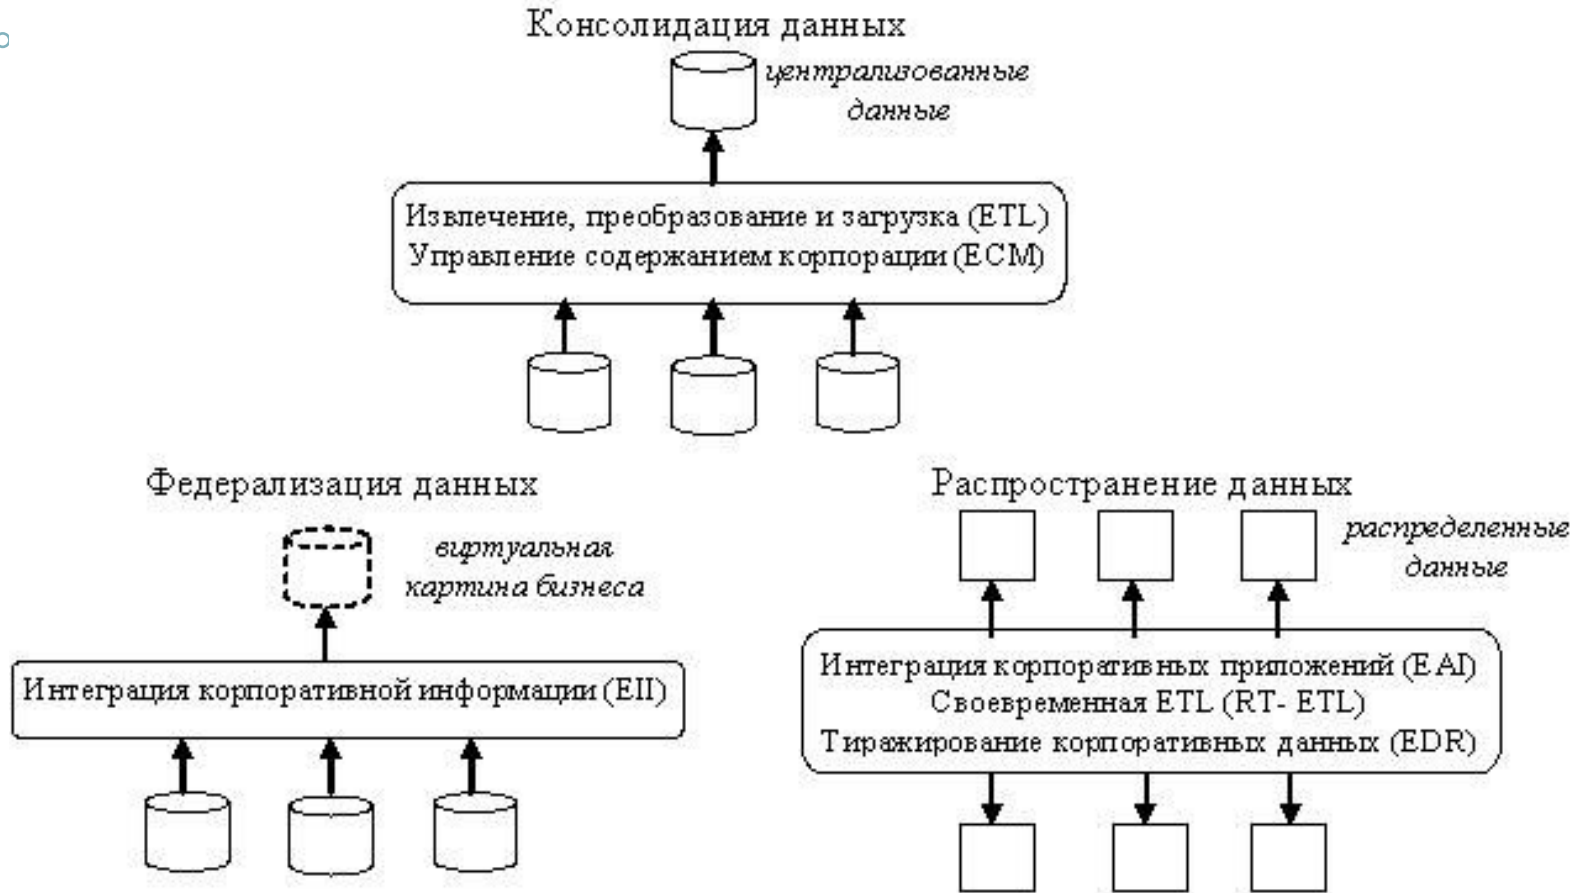 Консолидация данных
централизованные
данные
Извлечение, преобразование и загрузка (ETL)
Управление содержанием корпорации (ECM)
Федерализация данных
виртуальная
картина бизнеса
Интеграция корпоративной информации (EII)
Распространение данных
распределенные
данные
Интеграция корпоративных приложений (EAI)
Своевременная ETL (RT- ETL)
Тиражирование корпоративных данных (EDR)